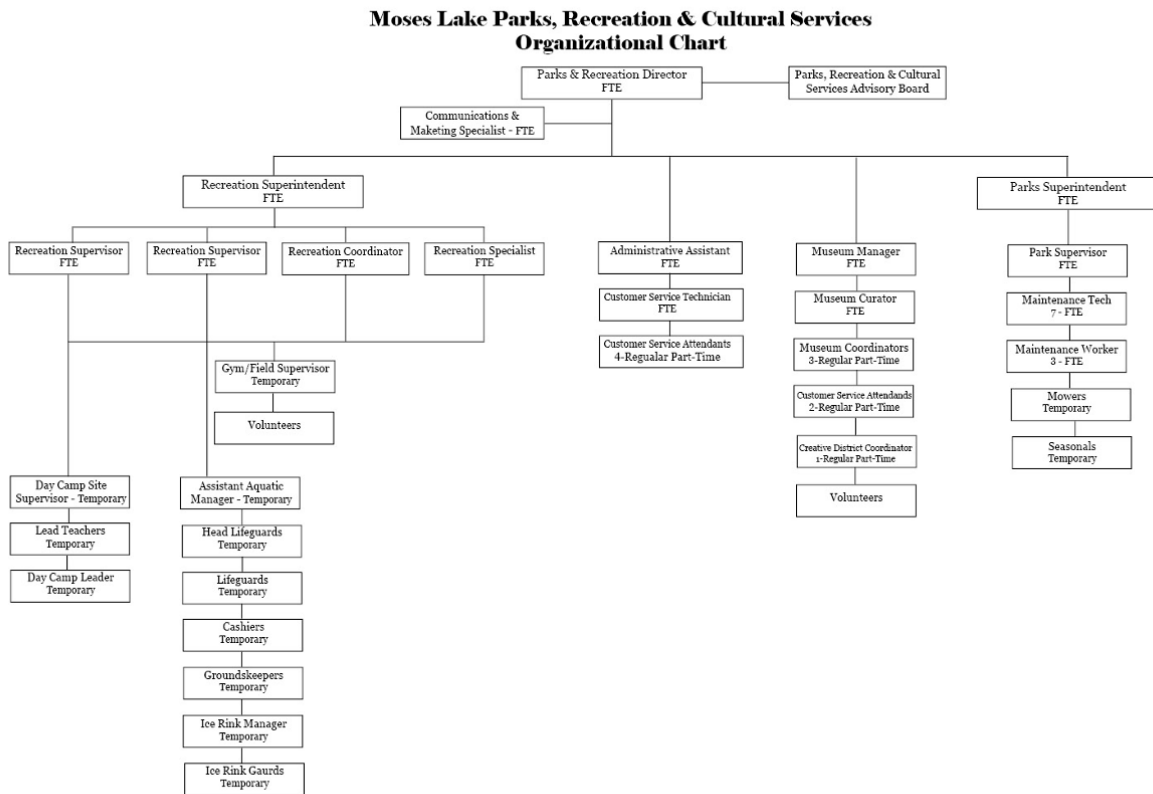 Moses Lake Parks, Recreation & Cultural Services
Organizational Chart
Parks & Recreation Director
FTE
Parks, Recreation & Cultural
Services Advisory Board
Communications &
Maketing Specialist - FTE
Recreation Superintendent
FTE
Parks Superintendent
FTE
Recreation Supervisor
FTE
Recreation Supervisor
FTE
Recreation Coordinator
FTE
Recreation Specialist
FTE
Administrative Assistant
FTE
Museum Manager
FTE
Park Supervisor
FTE
Customer Service Technician
FTE
Museum Curator
FTE
Maintenance Tech
7 - FTE
Customer Service Attendants
4-Regualar Part-Time
Museum Coordinators
3-Regular Part-Time
Maintenance Worker
3 - FTE
Gym/Field Supervisor
Temporary
Customer Service Attendands
2-Regular Part-Time
Mowers
Temporary
Volunteers
Creative District Coordinator
1-Regular Part-Time
Seasonals
Temporary
Volunteers
Day Camp Site
Supervisor - Temporary
Assistant Aquatic
Manager - Temporary
Lead Teachers
Temporary
Head Lifeguards
Temporary
Day Camp Leader
Temporary
Lifeguards
Temporary
Cashiers
Temporary
Groundskeepers
Temporary
Ice Rink Manager
Temporary
Ice Rink Gaurds
Temporary